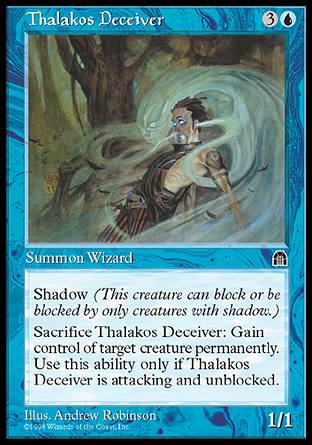 Thalakos Deceiver 3
Summon Wizard
Shadow (This creature can block or be
blocked by only creatures with shadow.)
Sacrifice Thalakos Deceiver: Gain
control of target creature permanently.
Use this ability only if Thalakos
Deceiver is attacking and unblocked.
Illus. Andrew Robinson
©1998 Wizards of the Coast, Inc.
1/1